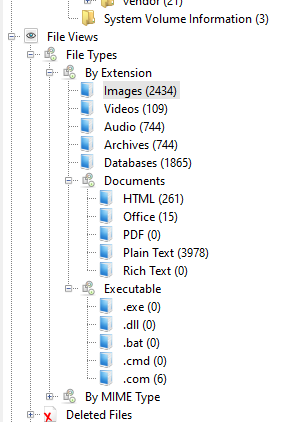 vendor (21)
System Volume Information (3)
File Views
File Types
By Extension
Images (2434)
Videos (109)
Audio (744)
Archives (744)
Databases (1865)
Documents
HTML (261)
Office (15)
PDF (0)
Plain Text (3978)
Rich Text (0)
Executable
.exe (0)
.dll (0)
.bat (0)
.cmd (0)
.com (6)
By MIME Type
Deleted Files